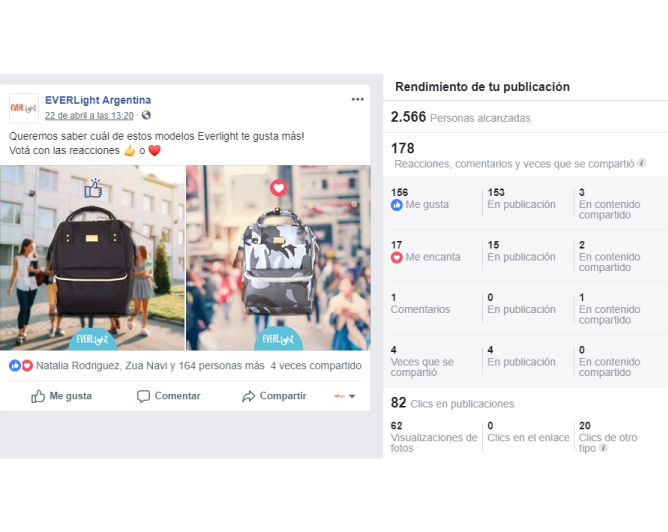 EVERLight
EVERLight Argentina
22 de abril a las 13:20 ·
Queremos saber cuál de estos modelos Everlight te gusta más!
Votá con las reacciones 👍 o ❤️
EVERLight
EVERLight
Natalia Rodriguez, Zua Navi y 164 personas más 4 veces compartido
Me gusta Comentar Compartir
Rendimiento de tu publicación
2.566 Personas alcanzadas
178
Reacciones, comentarios y veces que se compartió i
156 153 3
Me gusta En publicación En contenido
compartido
17 15 2
Me encanta En publicación En contenido
compartido
1 0 1
Comentarios En publicación En contenido
compartido
4 4 0
Veces que se En publicación En contenido
compartió compartido
82 Clics en publicaciones
62 0 20
Visualizaciones de Clics en el enlace Clics de otro
fotos tipo i